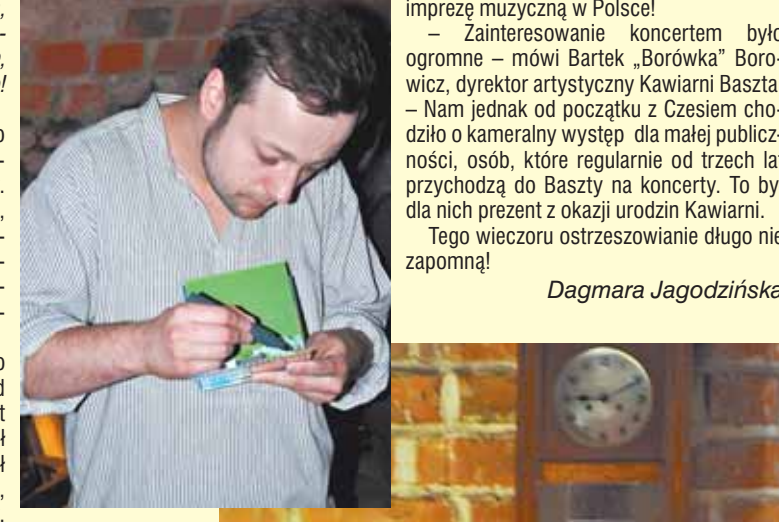 imprezę muzyczną w Polsce!
– Zainteresowanie koncertem było
ogromne – mówi Bartek „Borówka” Boro-
wicz, dyrektor artystyczny Kawiarni Baszta.
– Nam jednak od początku z Czesiem cho-
dziło o kameralny występ dla małej publicz-
ności, osób, które regularnie od trzech lat
przychodzą do Baszty na koncerty. To był
dla nich prezent z okazji urodzin Kawiarni.
Tego wieczoru ostrzeszowianie długo nie
zapomną!
Dagmara Jagodzińska